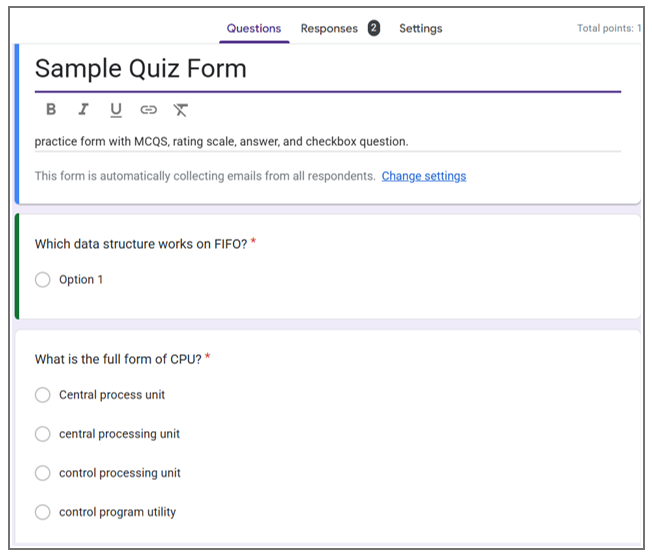 Questions Responses 2 Settings Total points: 1
Sample Quiz Form
B I U
practice form with MCQS, rating scale, answer, and checkbox question.
This form is automatically collecting emails from all respondents. Change settings
Which data structure works on FIFO? *
Option 1
What is the full form of CPU? *
Central process unit
central processing unit
control processing unit
control program utility